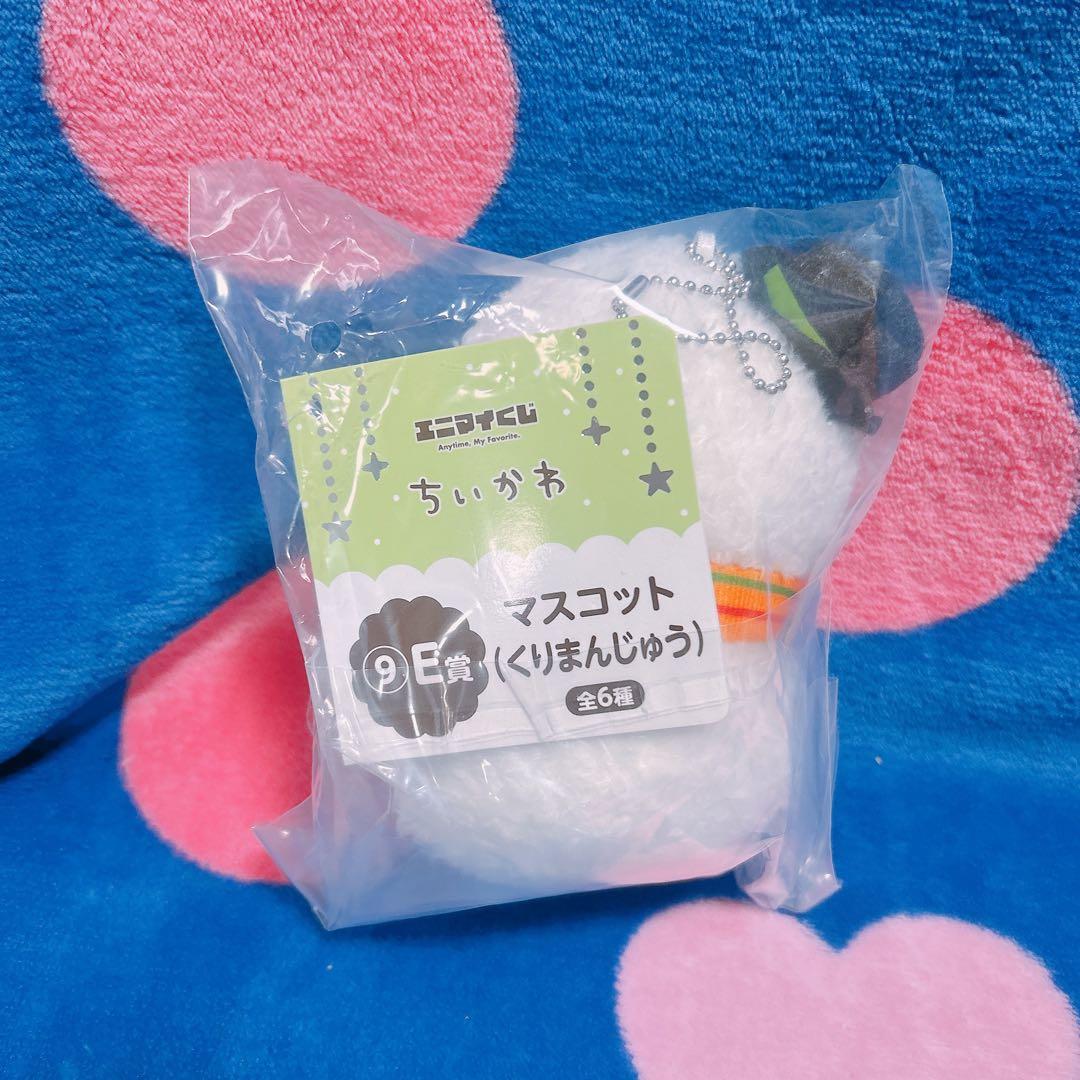 エニマイくじ
Anytime, My Favorite.
ちいかわ
⑨ E賞
マスコット
(くりまんじゅう)
全6種